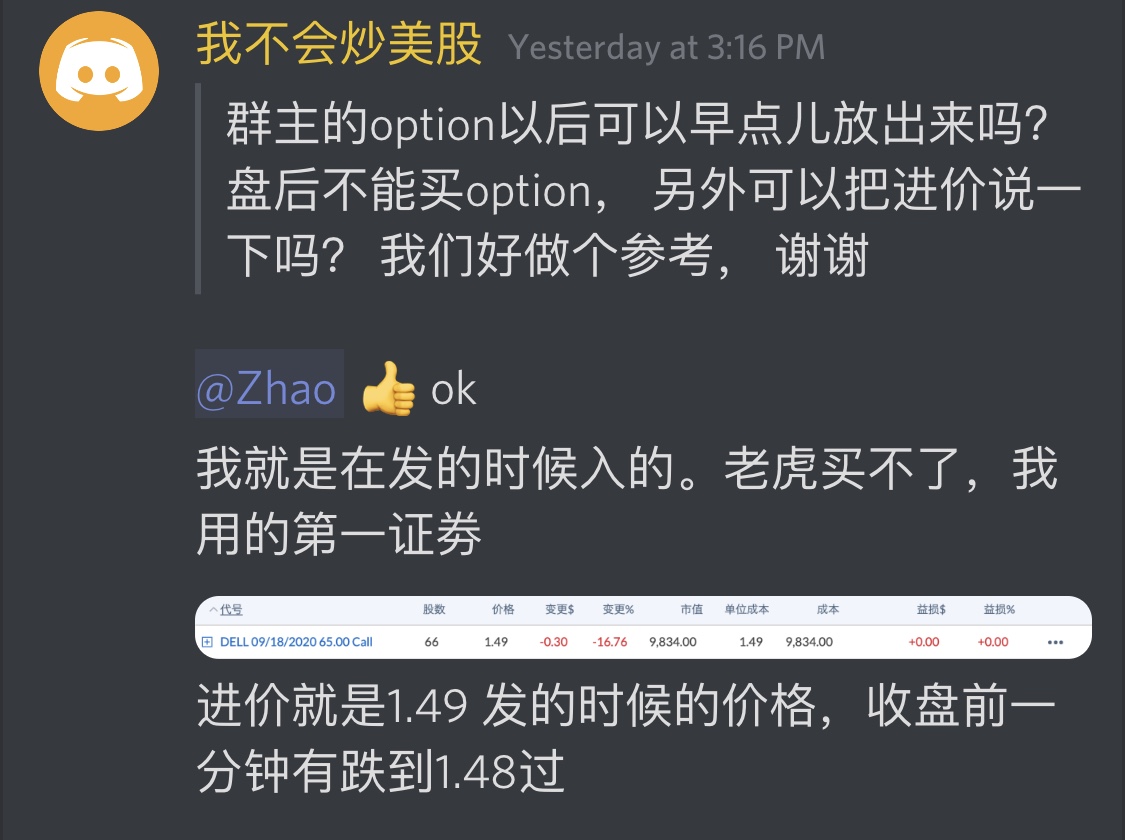 我不会炒美股 Yesterday at 3:16 PM
群主的option以后可以早点儿放出来吗?
盘后不能买option， 另外可以把进价说一
下吗? 我们好做个参考， 谢谢
@Zhao 👍 ok
我就是在发的时候入的。老虎买不了，我
用的第一证券
代号 股数 价格 变更$ 变更% 市值 单位成本 成本 益损$ 益损%
DELL 09/18/2020 65.00 Call 66 1.49 -0.30 -16.76 9,834.00 1.49 9,834.00 +0.00 +0.00 •••
进价就是1.49 发的时候的价格，收盘前一
分钟有跌到1.48过